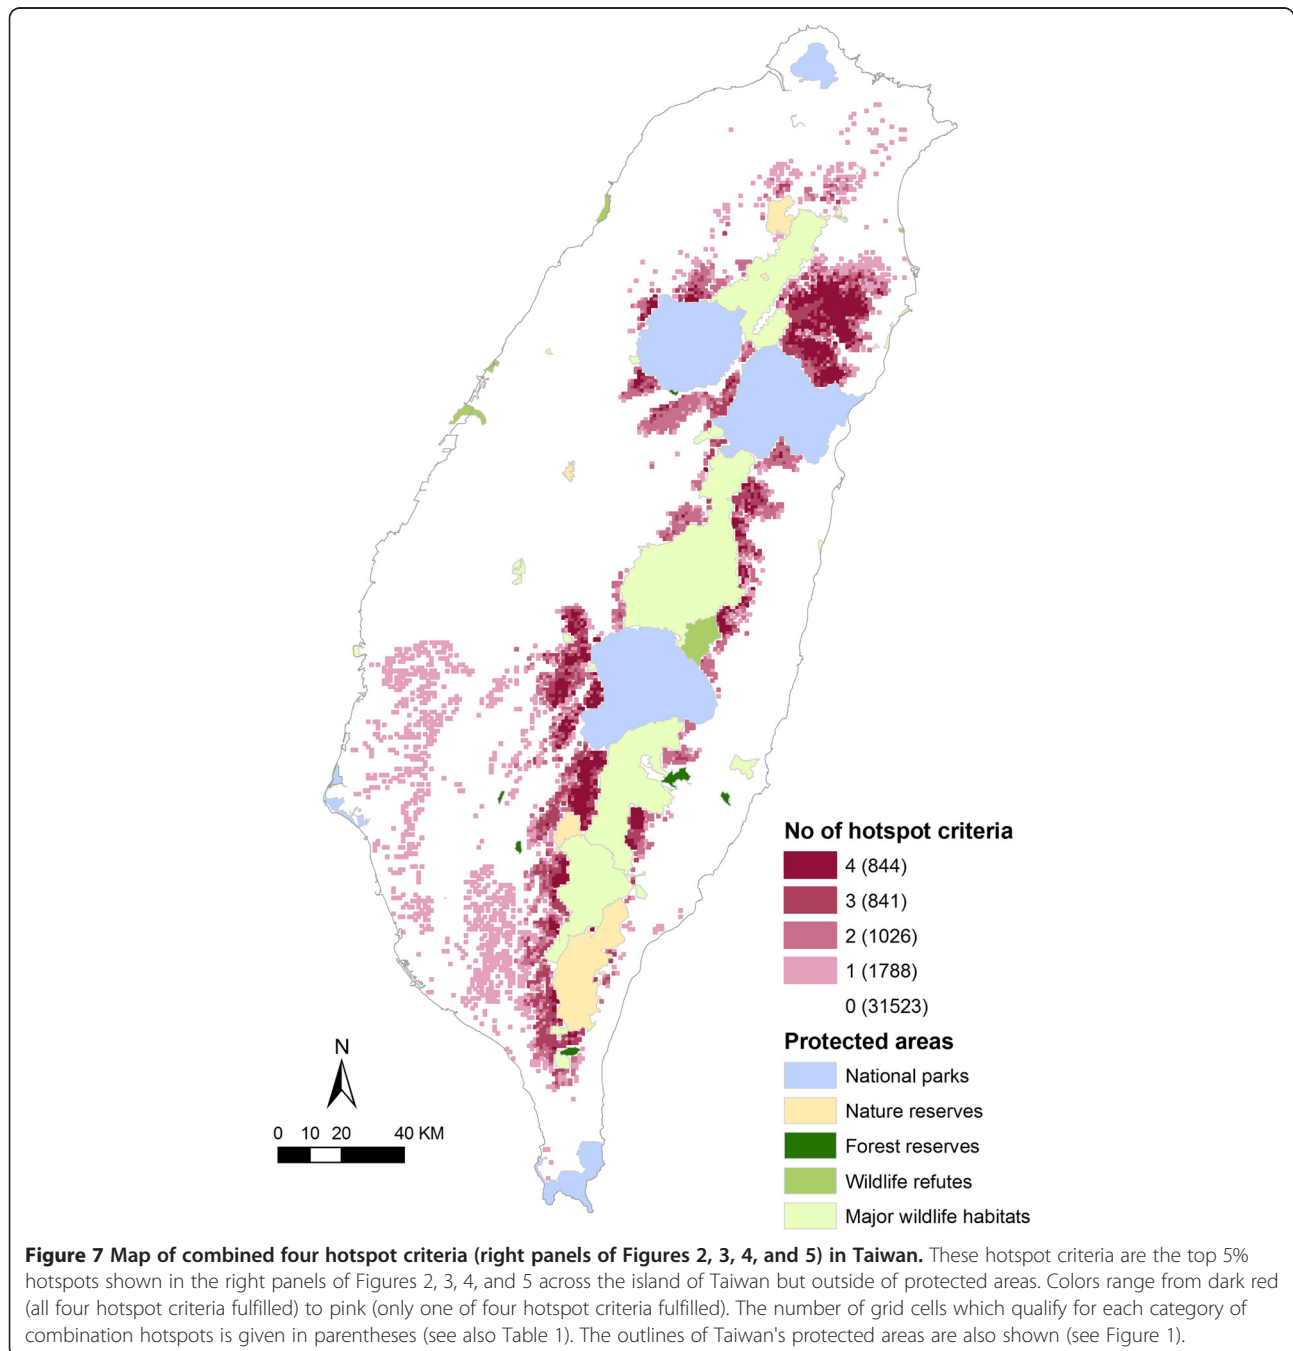 No of hotspot criteria
4 (844)
3 (841)
2 (1026)
1 (1788)
0 (31523)
Protected areas
National parks
Nature reserves
Forest reserves
Wildlife refutes
Major wildlife habitats
N
0 10 20 40 KM
Figure 7 Map of combined four hotspot criteria (right panels of Figures 2, 3, 4, and 5) in Taiwan. These hotspot criteria are the top 5%
hotspots shown in the right panels of Figures 2, 3, 4, and 5 across the island of Taiwan but outside of protected areas. Colors range from dark red
(all four hotspot criteria fulfilled) to pink (only one of four hotspot criteria fulfilled). The number of grid cells which qualify for each category of
combination hotspots is given in parentheses (see also Table 1). The outlines of Taiwan's protected areas are also shown (see Figure 1).